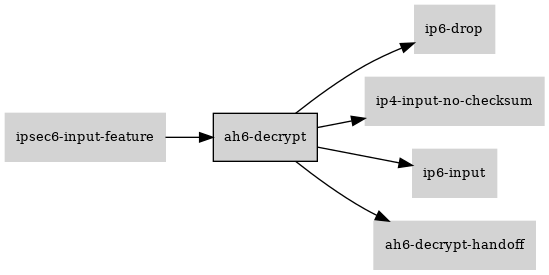 ip6-drop
ip4-input-no-checksum
ipsec6-input-feature
ah6-decrypt
ip6-input
ah6-decrypt-handoff